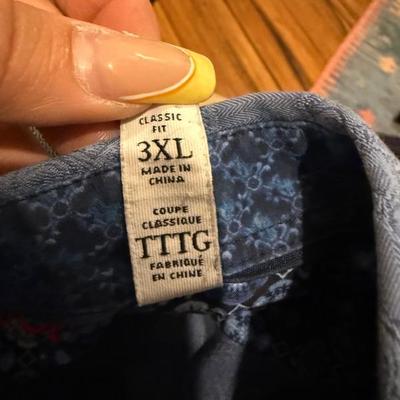 CLASSIC
FIT
3XL
MADE IN
CHINA
COUPE
CLASSIQUE
TTTG
FABRIQUÉ
EN CHINE